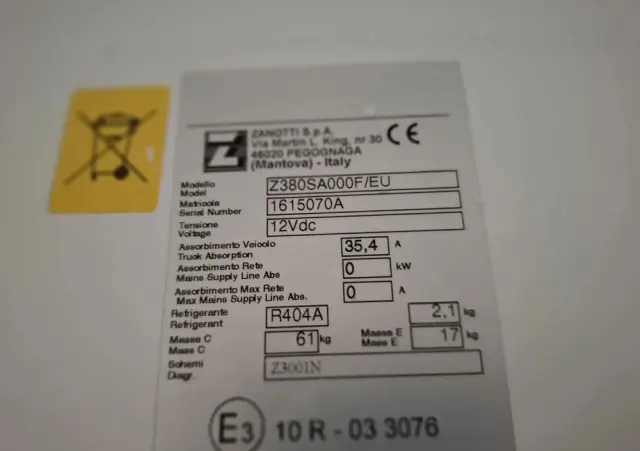 ZANOTTI S.p.A.
Via Martin L. King, nr 30
46020 PEGOGNAGA
(Mantova) - Italy
CE
Z
Modello
Model
Z380SA000F/EU
Matricola
Serial Number
1615070A
Tensione
Voltage
12Vdc
Assorbimento Veicolo
Truck Absorption
35,4 A
Assorbimento Rete
Mains Supply Line Abs
0 kW
Assorbimento Max Rete
Max Mains Supply Line Abs.
0 A
Refrigerante
Refrigerant
R404A 2,1 kg
Massa C
Mass C
61 kg
Massa E
Mass E
17 kg
Schemi
Diagr.
Z3001N
E3 10 R - 03 3076